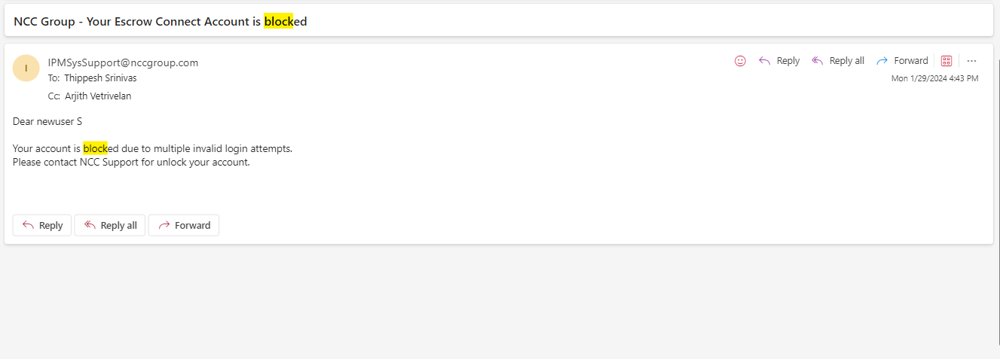 NCC Group - Your Escrow Connect Account is blocked
I
IPMSysSupport@nccgroup.com
Reply
Reply all
Forward
To: Thippesh Srinivas
Mon 1/29/2024 4:43 PM
Cc: Arjith Vetrivelan
Dear newuser S
Your account is blocked due to multiple invalid login attempts.
Please contact NCC Support for unlock your account.
Reply
Reply all
Forward